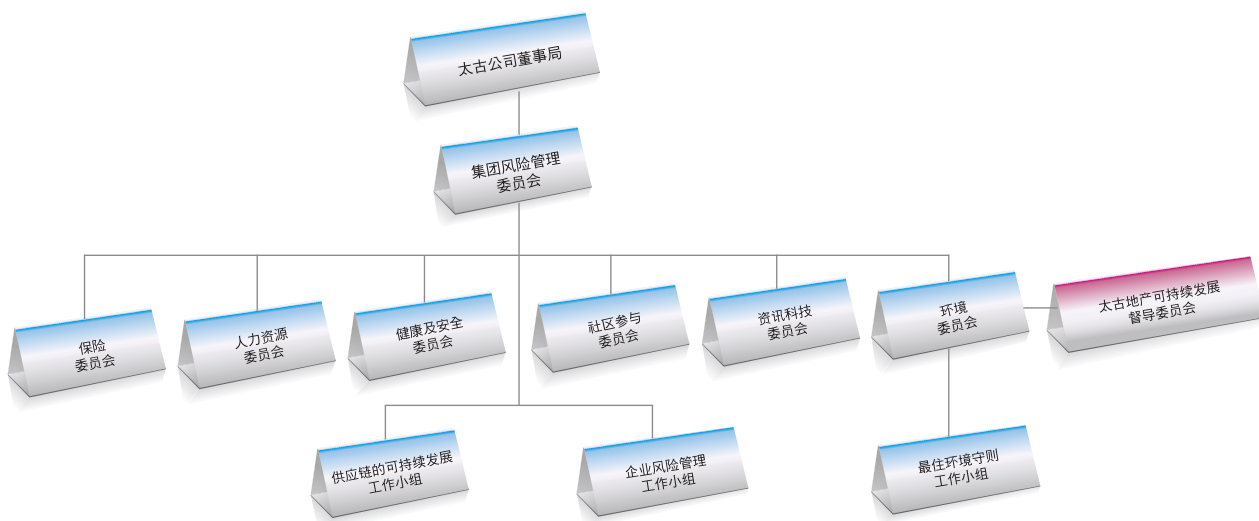 太古公司董事局
集团风险管理
委员会
保险
委员会
人力资源
委员会
健康及安全
委员会
社区参与
委员会
资讯科技
委员会
环境
委员会
太古地产可持续发展
督导委员会
供应链的可持续发展
工作小组
企业风险管理
工作小组
最住环境守则
工作小组